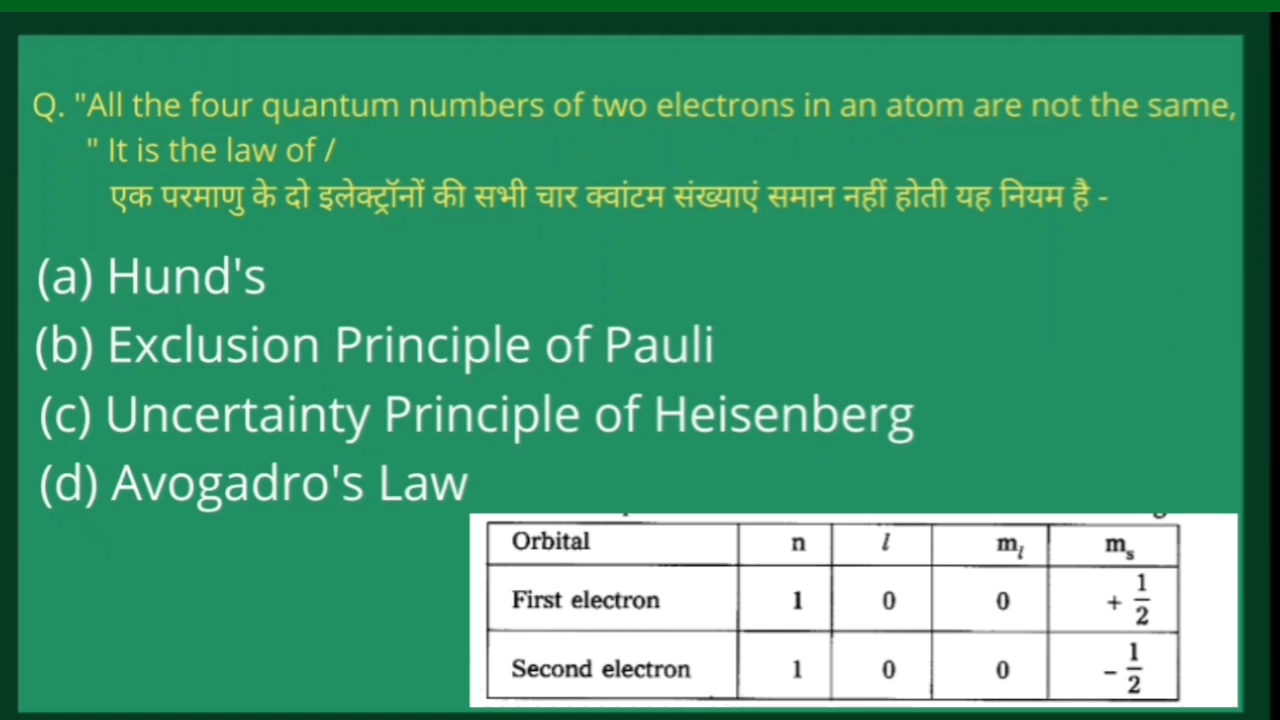 Q. "All the four quantum numbers of two electrons in an atom are not the same,
" It is the law of /
एक परमाणु के दो इलेक्ट्रॉनों की सभी चार क्वांटम संख्याएं समान नहीं होती यह नियम है -
(a) Hund's
(b) Exclusion Principle of Pauli
(c) Uncertainty Principle of Heisenberg
(d) Avogadro's Law
Orbital n l mₗ mₛ
First electron 1 0 0 + 1/2
Second electron 1 0 0 - 1/2